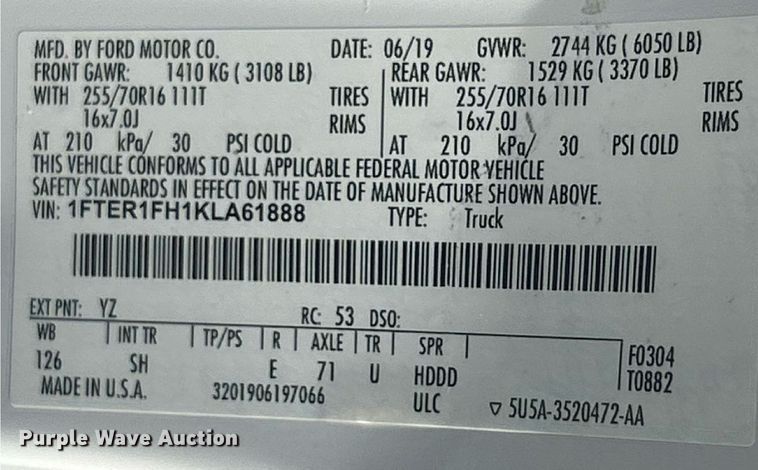 MFD. BY FORD MOTOR CO. DATE: 06/19 GVWR: 2744 KG ( 6050 LB)
FRONT GAWR: 1410 KG ( 3108 LB) REAR GAWR: 1529 KG ( 3370 LB)
WITH 255/70R16 111T TIRES WITH 255/70R16 111T TIRES
16x7.0J RIMS 16x7.0J RIMS
AT 210 kPa/ 30 PSI COLD AT 210 kPa/ 30 PSI COLD
THIS VEHICLE CONFORMS TO ALL APPLICABLE FEDERAL MOTOR VEHICLE
SAFETY STANDARDS IN EFFECT ON THE DATE OF MANUFACTURE SHOWN ABOVE.
VIN: 1FTER1FH1KLA61888 TYPE: Truck
EXT PNT: YZ RC: 53 DSO:
WB INT TR TP/PS R AXLE TR SPR F0304
126 SH E 71 U HDDD T0882
MADE IN U.S.A. 3201906197066 ULC ▽ 5U5A-3520472-AA
Purple Wave Auction